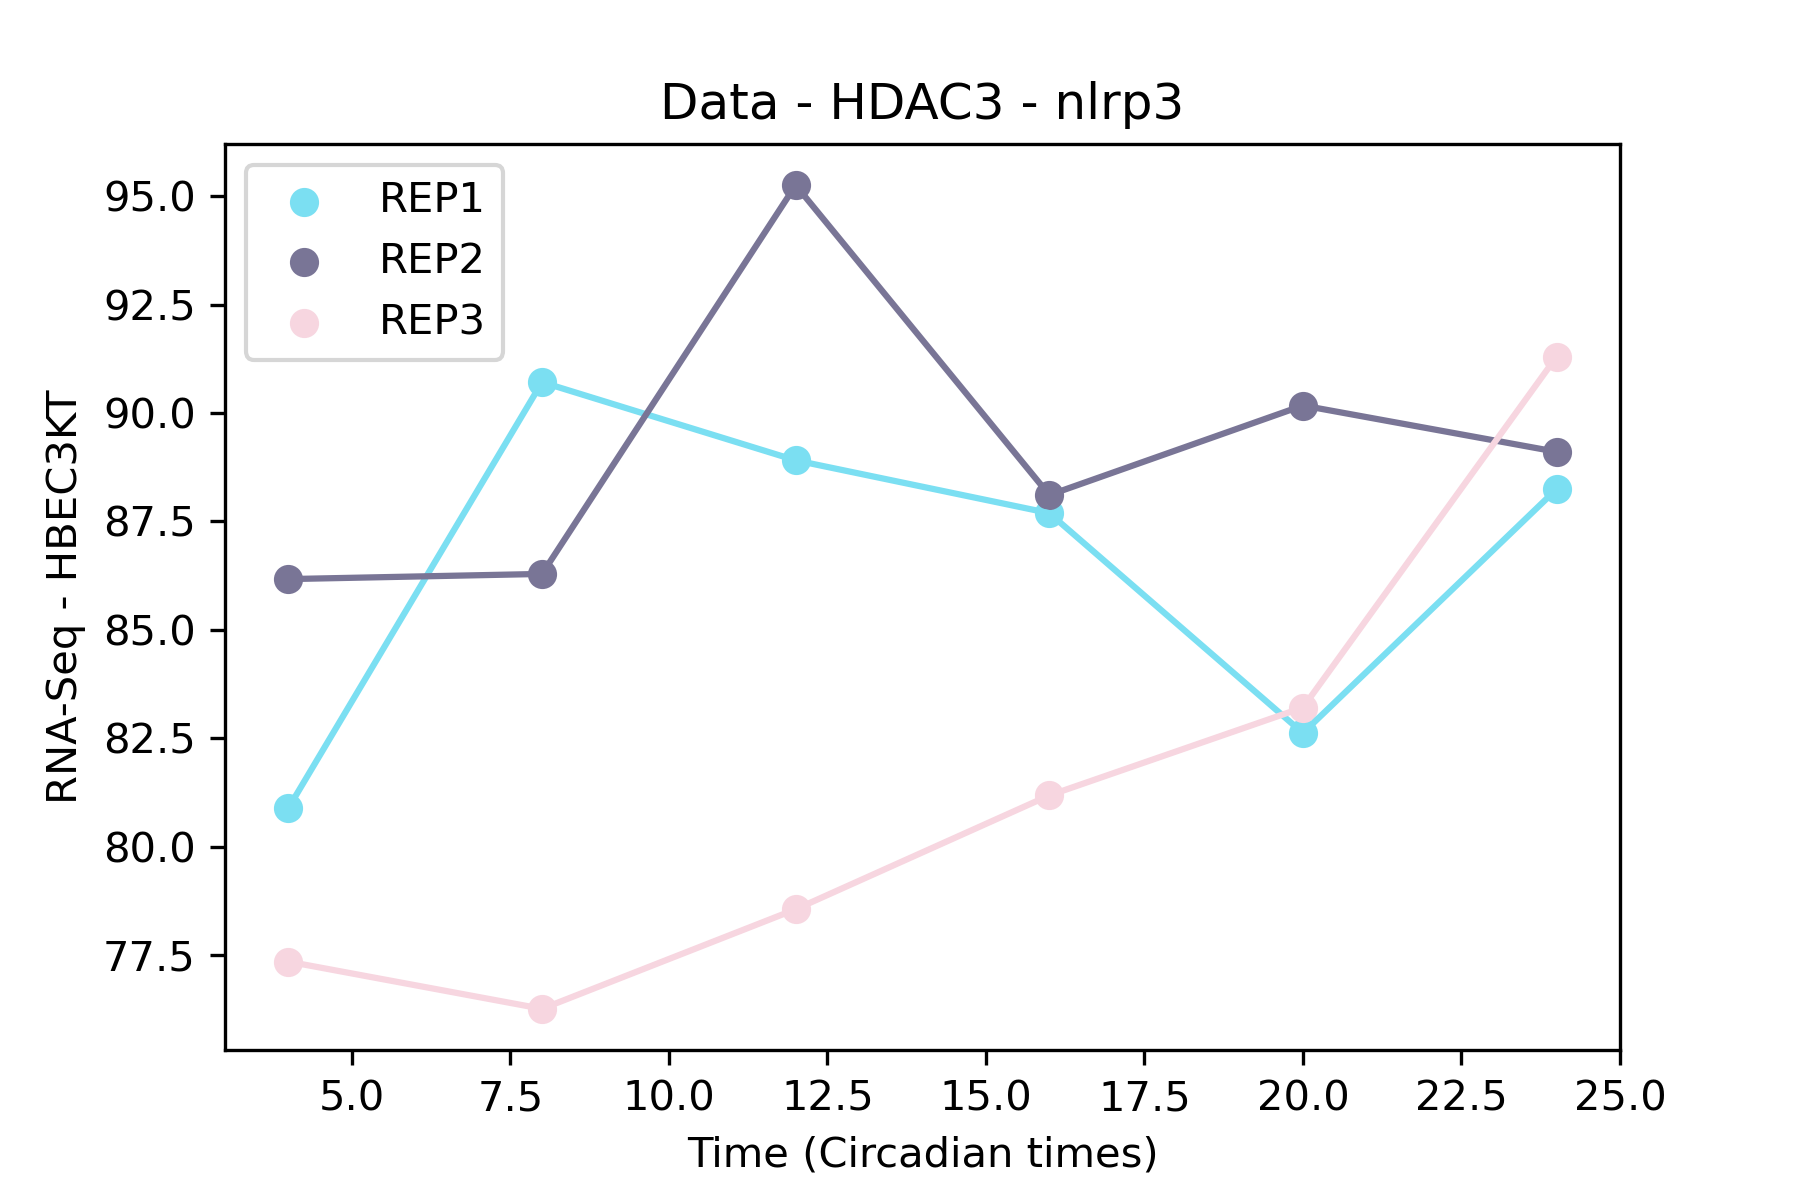 Data - HDAC3 - nlrp3
REP1
REP2
REP3
95.0
92.5
90.0
87.5
85.0
82.5
80.0
77.5
RNA-Seq - HBEC3KT
5.0 7.5 10.0 12.5 15.0 17.5 20.0 22.5 25.0
Time (Circadian times)